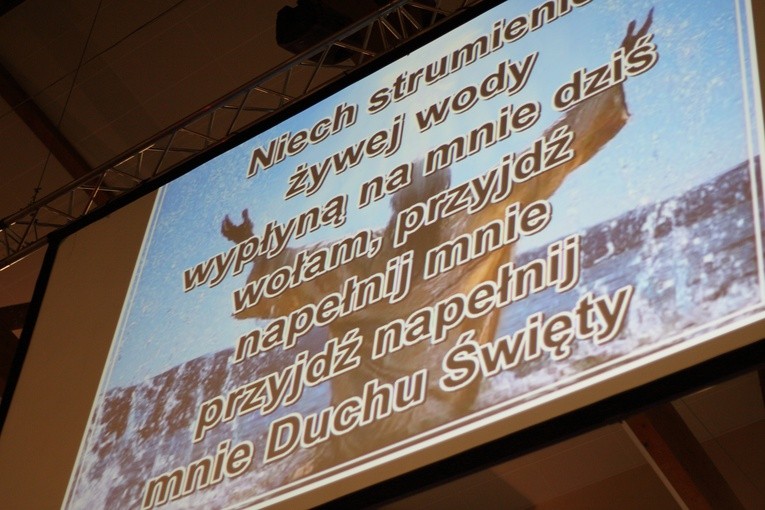 Niech strumienie
żywej wody
wypłyną na mnie dziś
wołam, przyjdź
napełnij mnie
przyjdź napełnij
mnie Duchu Święty